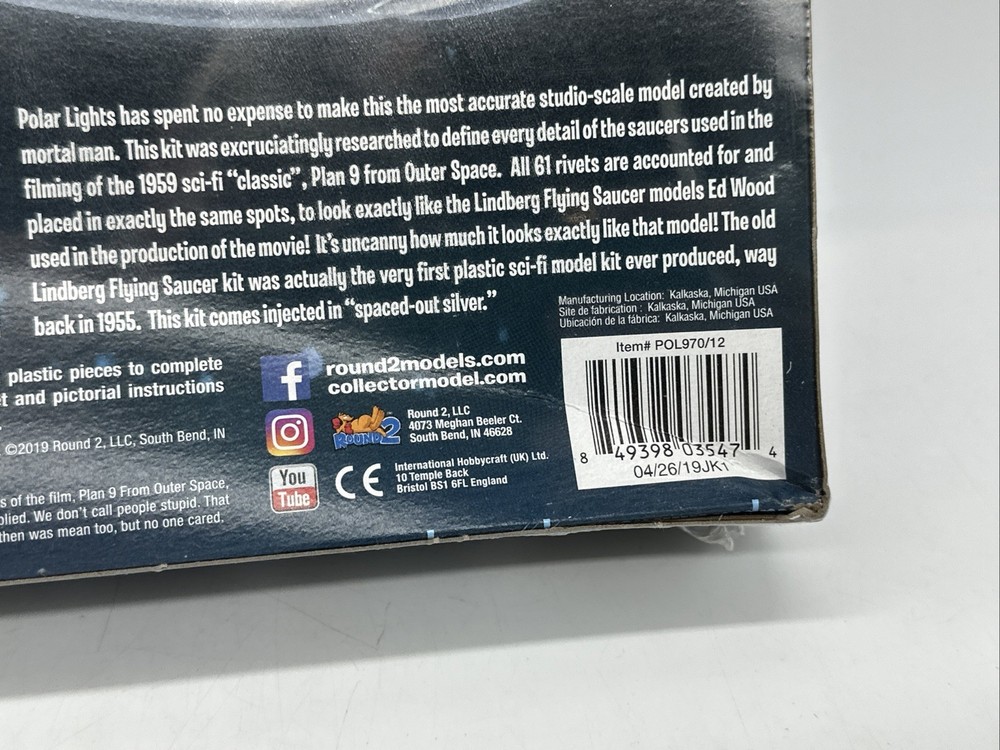 Polar Lights has spent no expense to make this the most accurate studio-scale model created by
mortal man. This kit was excruciatingly researched to define every detail of the saucers used in the
filming of the 1959 sci-fi “classic”, Plan 9 from Outer Space. All 61 rivets are accounted for and
placed in exactly the same spots, to look exactly like the Lindberg Flying Saucer models Ed Wood
used in the production of the movie! It’s uncanny how much it looks exactly like that model! The old
Lindberg Flying Saucer kit was actually the very first plastic sci-fi model kit ever produced, way
back in 1955. This kit comes injected in “spaced-out silver.”
Manufacturing Location: Kalkaska, Michigan USA
Site de fabrication : Kalkaska, Michigan USA
Ubicación de la fábrica: Kalkaska, Michigan USA
plastic pieces to complete
and pictorial instructions
©2019 Round 2, LLC, South Bend, IN
s of the film, Plan 9 From Outer Space,
plied. We don’t call people stupid. That
then was mean too, but no one cared.
f
round2models.com
collectormodel.com
ROUND2
Round 2, LLC
4073 Meghan Beeler Ct.
South Bend, IN 46628
You
Tube
CE
International Hobbycraft (UK) Ltd.
10 Temple Back
Bristol BS1 6FL England
Item# POL970/12
8 49398 03547 4
04/26/19JK1